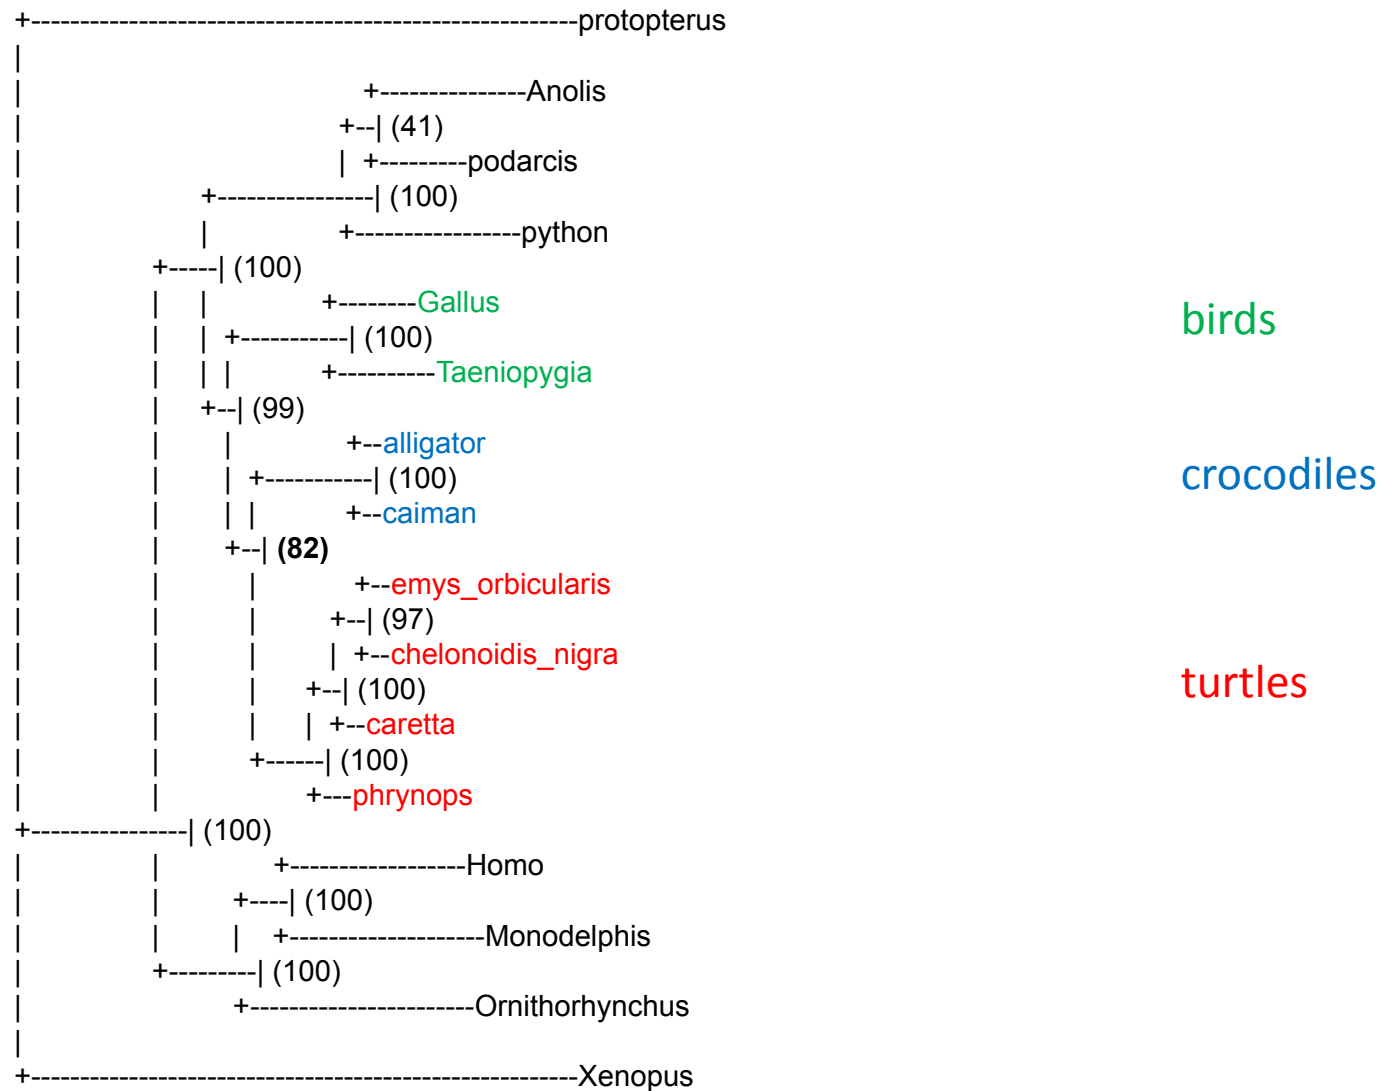 +--------------------------------------------------------protopterus
|
|                                  +---------------Anolis
|                               +--| (41)
|                               |  +---------podarcis
|                  +----------------| (100)
|                  |            +-----------------python
|             +-----| (100)
|             |    |           +--------Gallus
birds
|             |    |  +-----------| (100)
|             |    |  |        +----------Taeniopygia
|             |    +--| (99)
|             |       |          +--alligator
|             |       |  +-----------| (100)
crocodiles
|             |       |  |       +--caiman
|             |       +--| (82)
|             |          |        +--emys_orbicularis
|             |          |      +--| (97)
|             |          |      |  +--chelonoidis_nigra
|             |          |    +--| (100)
turtles
|             |          |    |  +--caretta
|             |          +------| (100)
|             |               +---phrynops
+----------------| (100)
|             |            +-------------------Homo
|             |        +----| (100)
|             |        |   +--------------------Monodelphis
|             +---------| (100)
|                      +-----------------------Ornithorhynchus
|
+--------------------------------------------------------Xenopus